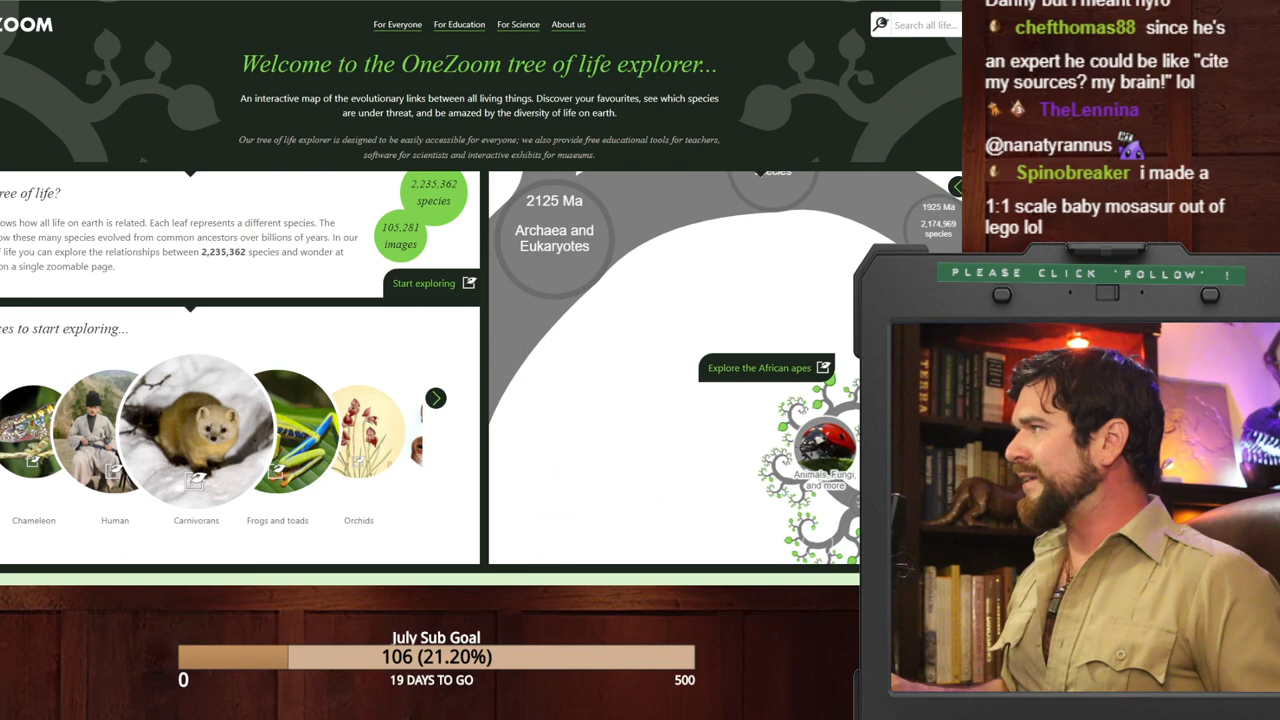 ZOOM
For Everyone For Education For Science About us
Search all life...
Welcome to the OneZoom tree of life explorer...
An interactive map of the evolutionary links between all living things. Discover your favourites, see which species
are under threat, and be amazed by the diversity of life on earth.
Our tree of life explorer is designed to be easily accessible for everyone; we also provide free educational tools for teachers,
software for scientists and interactive exhibits for museums.
ree of life?
ows how all life on earth is related. Each leaf represents a different species. The
ow these many species evolved from common ancestors over billions of years. In our
f life you can explore the relationships between 2,235,362 species and wonder at
on a single zoomable page.
2,235,362
species
105,281
images
Start exploring
ces to start exploring...
Chameleon
Human
Carnivorans
Frogs and toads
Orchids
2125 Ma
Archaea and
Eukaryotes
species
1925 Ma
2,174,969
species
Explore the African apes
Animals, Fungi,
and more
Danny but i meant hyro
chefthomas88 since he's
an expert he could be like "cite
my sources? my brain!" lol
TheLennina
@nanatyrannus
Spinobreaker i made a
1:1 scale baby mosasur out of
lego lol
PLEASE CLICK 'FOLLOW' !
July Sub Goal
106 (21.20%)
0
19 DAYS TO GO
500